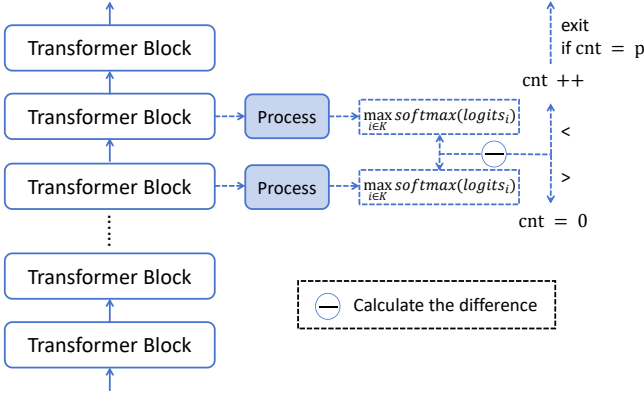 Transformer Block
exit
if cnt = p
cnt ++
Transformer Block
Process
max softmax(logits_i)
i∈K
<
>
Transformer Block
Process
max softmax(logits_i)
i∈K
cnt = 0
Transformer Block
Calculate the difference
Transformer Block